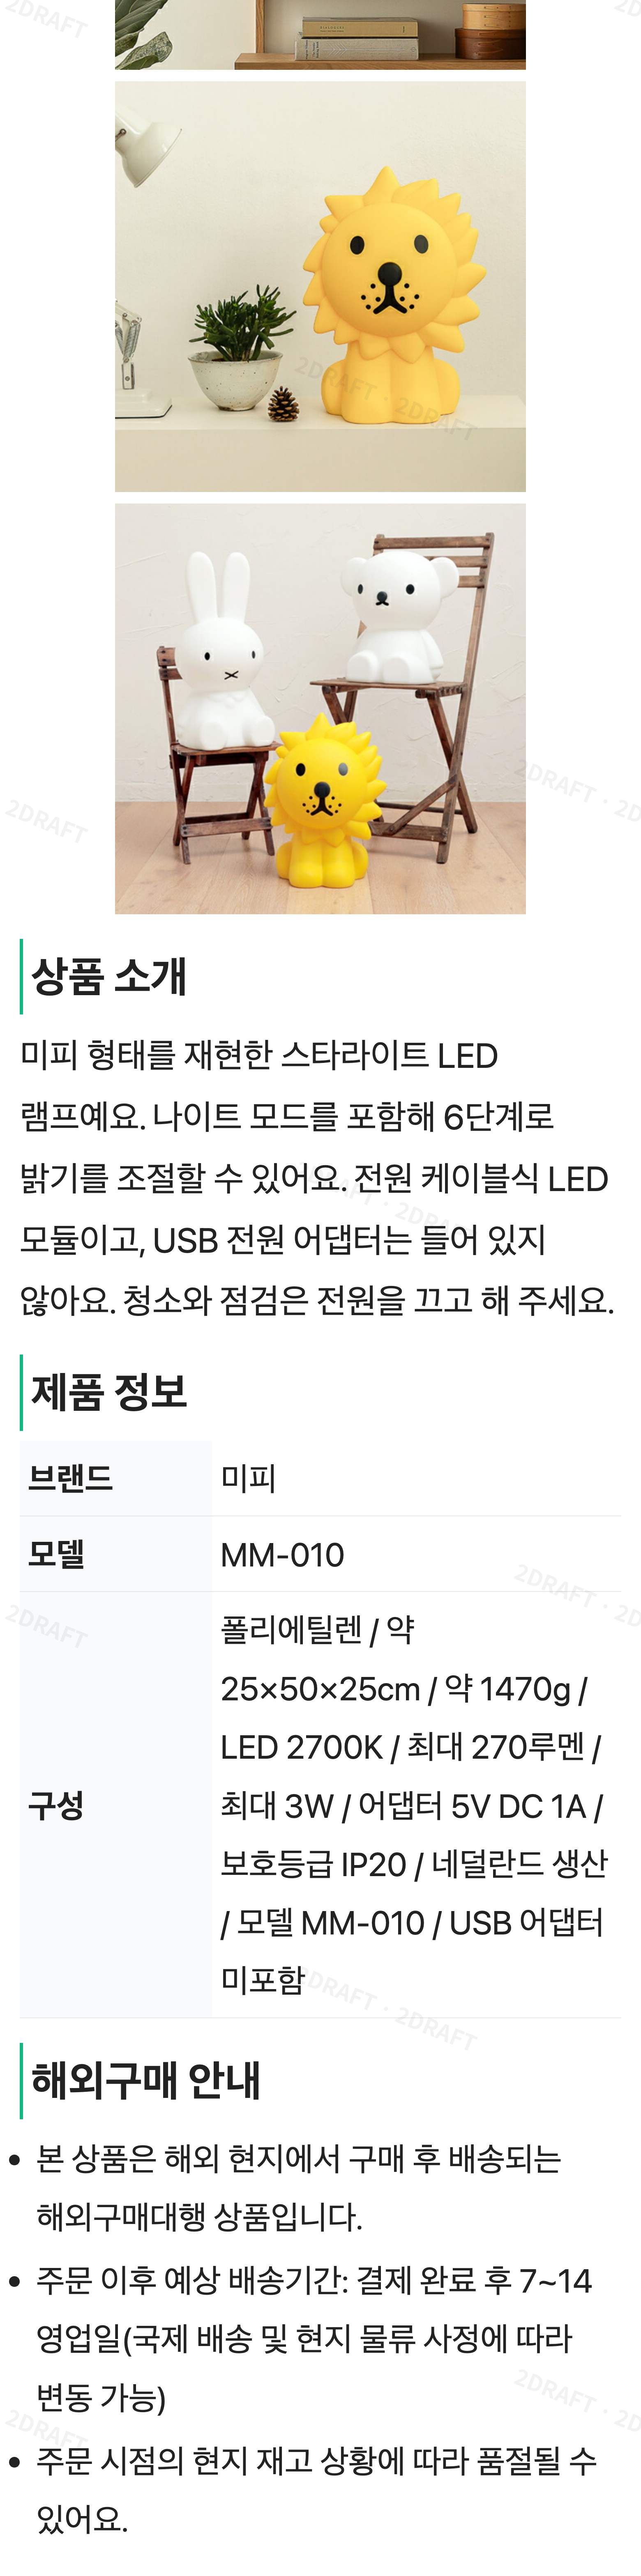 2DRAFT
2DRAFT · 2DRAFT
2DRAFT · 2D
2DRAFT
상품 소개
미피 형태를 재현한 스타라이트 LED
램프예요. 나이트 모드를 포함해 6단계로
밝기를 조절할 수 있어요. 전원 케이블식 LED
모듈이고, USB 전원 어댑터는 들어 있지
않아요. 청소와 점검은 전원을 끄고 해 주세요.
제품 정보
브랜드 미피
모델 MM-010
구성
폴리에틸렌 / 약
25×50×25cm / 약 1470g /
LED 2700K / 최대 270루멘 /
최대 3W / 어댑터 5V DC 1A /
보호등급 IP20 / 네덜란드 생산
/ 모델 MM-010 / USB 어댑터
미포함
2DRAFT · 2DRAFT
해외구매 안내
• 본 상품은 해외 현지에서 구매 후 배송되는
해외구매대행 상품입니다.
• 주문 이후 예상 배송기간: 결제 완료 후 7~14
영업일(국제 배송 및 현지 물류 사정에 따라
변동 가능)
• 주문 시점의 현지 재고 상황에 따라 품절될 수
있어요.